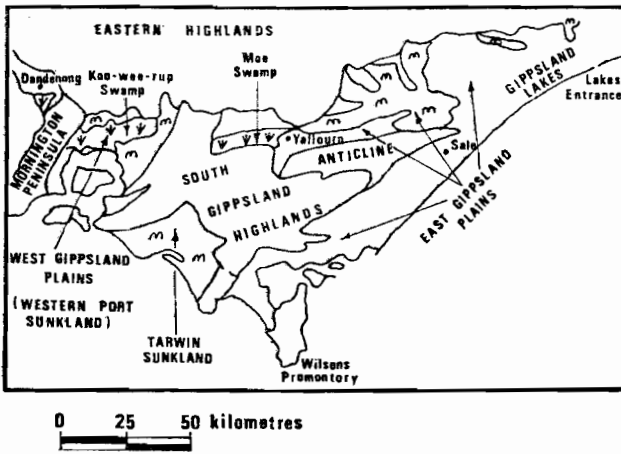 EASTERN HIGHLANDS
Dandenong
Koo-wee-rup
Swamp
Moe
Swamp
GIPPSLAND
LAKES
Lakes
Entrance
MORNINGTON
PENINSULA
Yallourn
ANTICLINE
Sale
SOUTH
GIPPSLAND
HIGHLANDS
EAST GIPPSLAND
PLAINS
WEST GIPPSLAND
PLAINS
(WESTERN PORT
SUNKLAND)
TARWIN
SUNKLAND
Wilsons
Promontory
0 25 50 kilometres